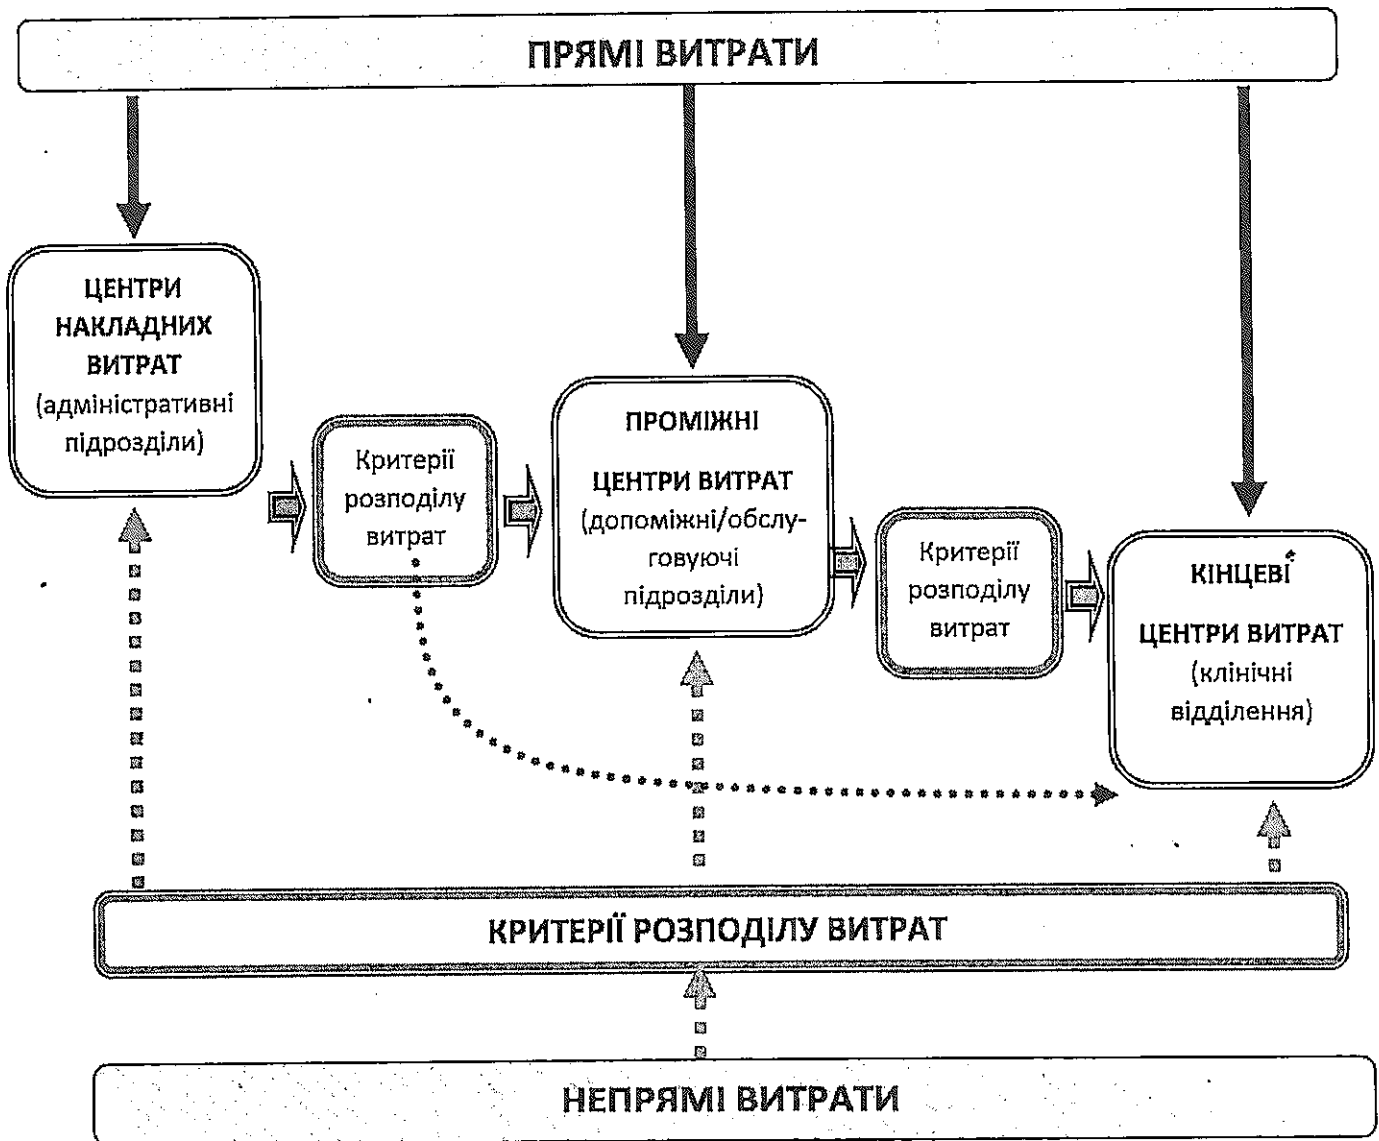 ПРЯМІ ВИТРАТИ
ЦЕНТРИ
НАКЛАДНИХ
ВИТРАТ
(адміністративні
підрозділи)
Критерії
розподілу
витрат
ПРОМІЖНІ
ЦЕНТРИ ВИТРАТ
(допоміжні/обслу-
говуючі
підрозділи)
Критерії
розподілу
витрат
КІНЦЕВІ
ЦЕНТРИ ВИТРАТ
(клінічні
відділення)
КРИТЕРІЇ РОЗПОДІЛУ ВИТРАТ
НЕПРЯМІ ВИТРАТИ